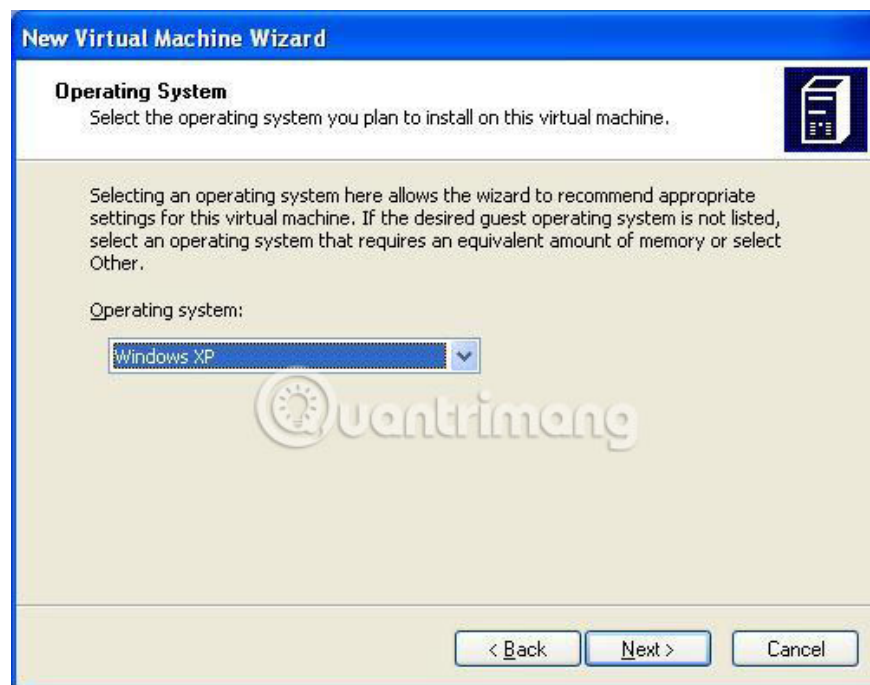 New Virtual Machine Wizard
Operating System
Select the operating system you plan to install on this virtual machine.
Selecting an operating system here allows the wizard to recommend appropriate
settings for this virtual machine. If the desired guest operating system is not listed,
select an operating system that requires an equivalent amount of memory or select
Other.
Operating system:
Windows XP
Quantrimang
< Back Next > Cancel